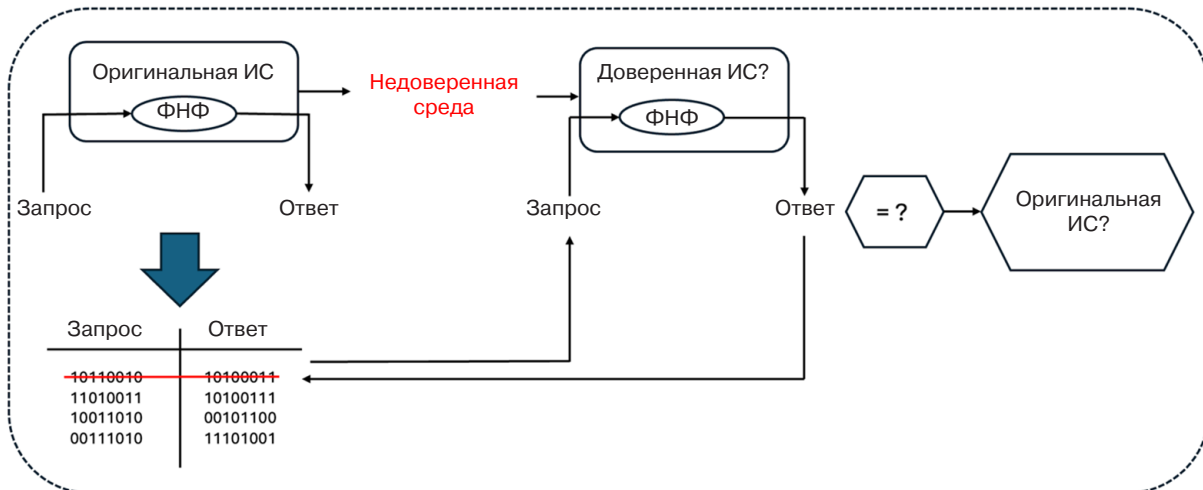 Оригинальная ИС
ФНФ
Недоверенная
среда
Доверенная ИС?
ФНФ
Запрос
Ответ
Запрос
Ответ
= ?
Оригинальная
ИС?
Запрос Ответ
10110010 10100011
11010011 10100111
10011010 00101100
00111010 11101001